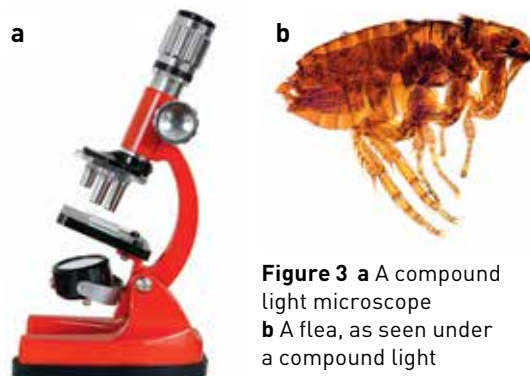 a
b
Figure 3 a A compound
light microscope
b A flea, as seen under
a compound light